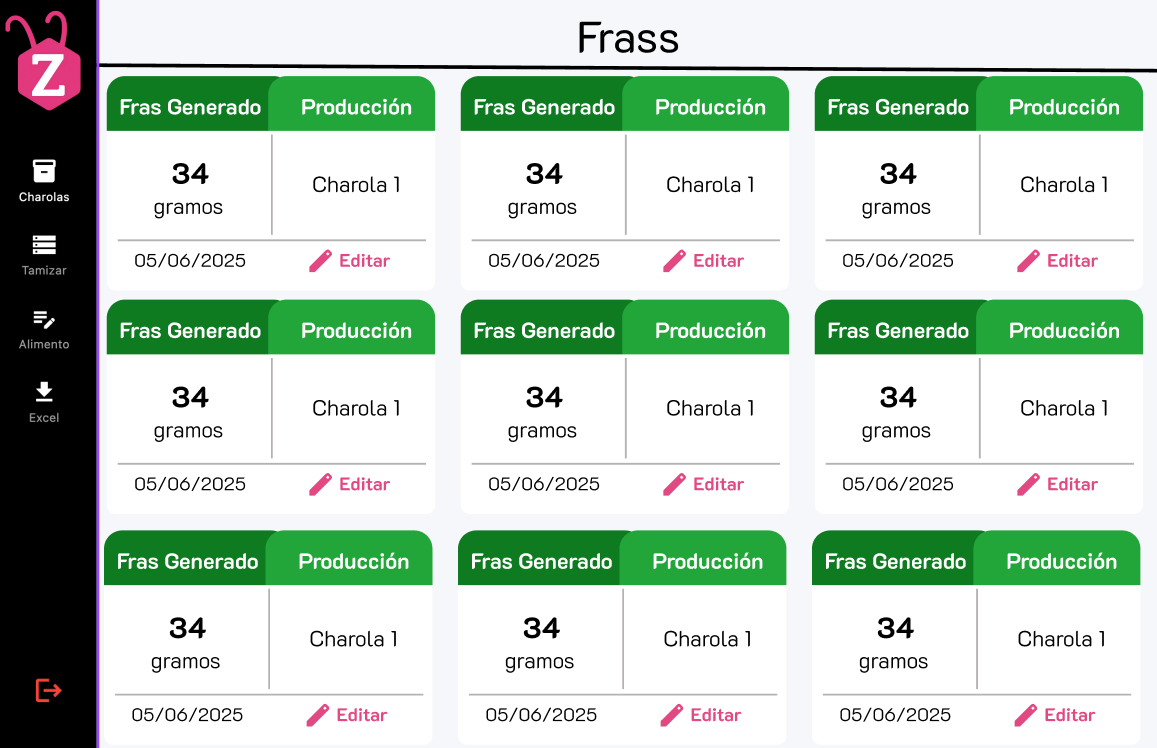 Z
Frass
Charolas
Tamizar
Alimento
Excel
Fras Generado Producción
34
gramos
Charola 1
05/06/2025 Editar
Fras Generado Producción
34
gramos
Charola 1
05/06/2025 Editar
Fras Generado Producción
34
gramos
Charola 1
05/06/2025 Editar
Fras Generado Producción
34
gramos
Charola 1
05/06/2025 Editar
Fras Generado Producción
34
gramos
Charola 1
05/06/2025 Editar
Fras Generado Producción
34
gramos
Charola 1
05/06/2025 Editar
Fras Generado Producción
34
gramos
Charola 1
05/06/2025 Editar
Fras Generado Producción
34
gramos
Charola 1
05/06/2025 Editar
Fras Generado Producción
34
gramos
Charola 1
05/06/2025 Editar